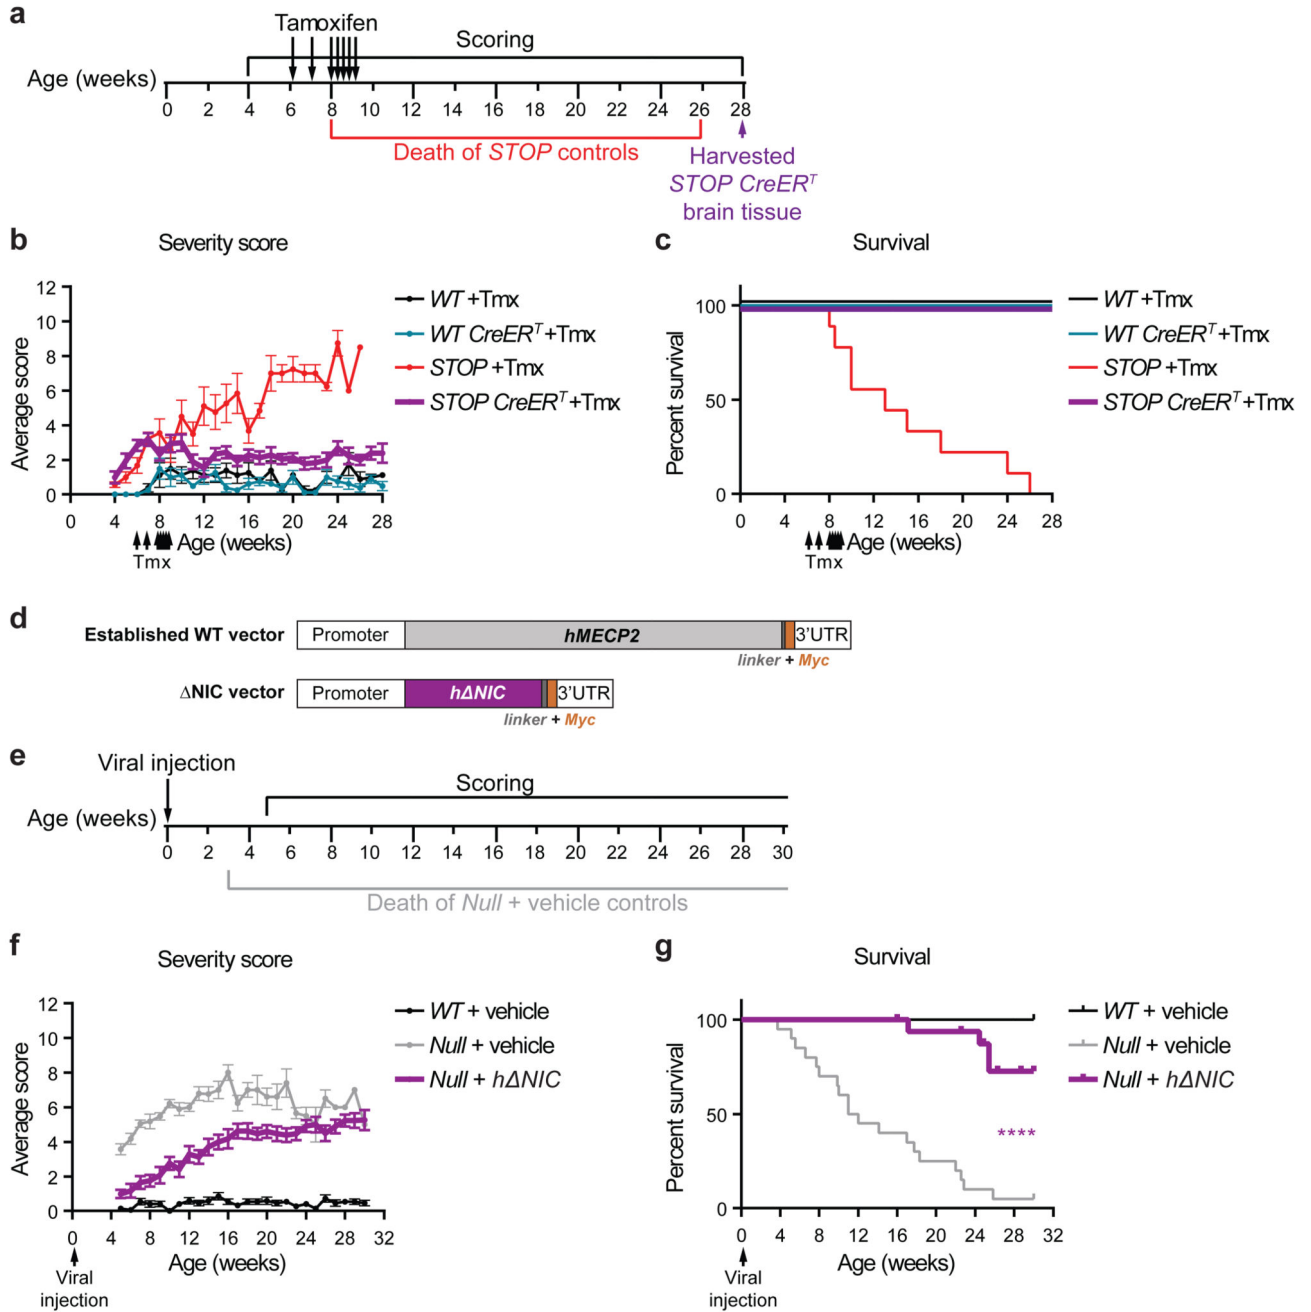 a
Tamoxifen
Scoring
Age (weeks)
0 2 4 6 8 10 12 14 16 18 20 22 24 26 28
Death of STOP controls
Harvested
STOP CreERT
brain tissue
b
Severity score
Average score
12
10
8
6
4
2
0
0 4 8 12 16 20 24 28
Age (weeks)
Tmx
WT +Tmx
WT CreERT +Tmx
STOP +Tmx
STOP CreERT +Tmx
c
Survival
Percent survival
100
50
0
0 4 8 12 16 20 24 28
Age (weeks)
Tmx
WT +Tmx
WT CreERT +Tmx
STOP +Tmx
STOP CreERT +Tmx
d
Established WT vector Promoter hMECP2 3'UTR
linker + Myc
ΔNIC vector Promoter hΔNIC 3'UTR
linker + Myc
e
Viral injection
Scoring
Age (weeks)
0 2 4 6 8 10 12 14 16 18 20 22 24 26 28 30
Death of Null + vehicle controls
f
Severity score
Average score
12
10
8
6
4
2
0
0 4 8 12 16 20 24 28 32
Age (weeks)
Viral
injection
WT + vehicle
Null + vehicle
Null + hΔNIC
g
Survival
Percent survival
100
50
0
****
0 4 8 12 16 20 24 28 32
Age (weeks)
Viral
injection
WT + vehicle
Null + vehicle
Null + hΔNIC